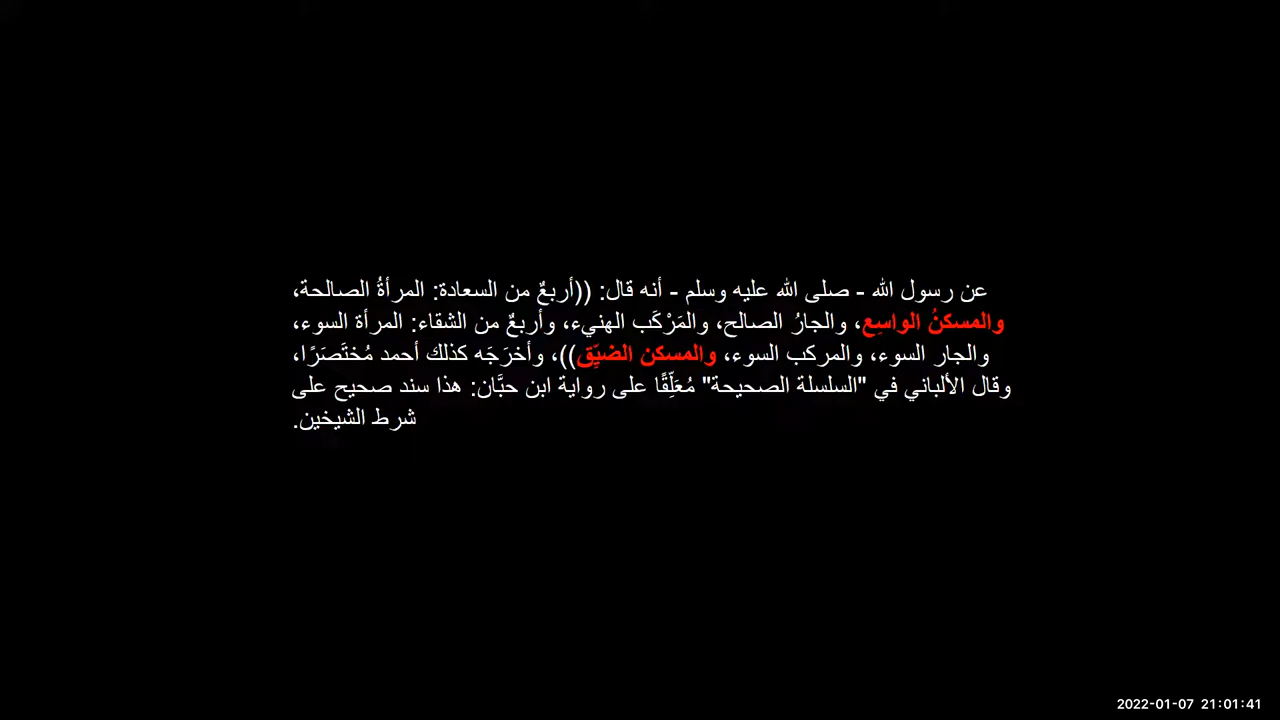 عن رسول الله - صلى الله عليه وسلم - أنه قال: ((أربعٌ من السعادة: المرأةُ الصالحة،
والمسكنُ الواسِع، والجارُ الصالح، والمَرْكَب الهنيء، وأربعٌ من الشقاء: المرأة السوء،
والجار السوء، والمركب السوء، والمسكن الضيِّق))، وأخرَجَه كذلك أحمد مُختَصَرًا،
وقال الألباني في "السلسلة الصحيحة" مُعَلِّقًا على رواية ابن حبَّان: هذا سند صحيح على
شرط الشيخين.
2022-01-07 21:01:41